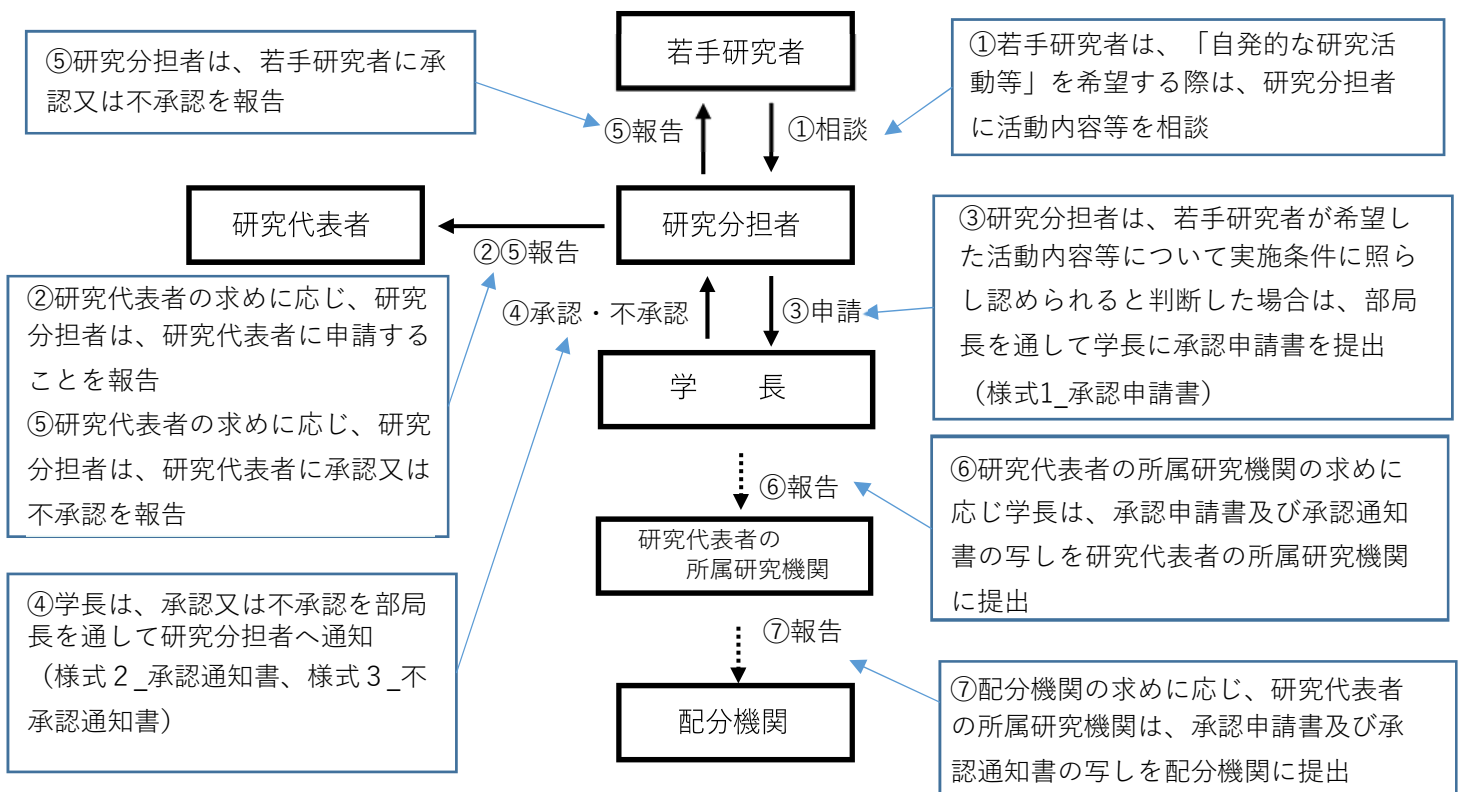 若手研究者
⑤研究分担者は、若手研究者に承
認又は不承認を報告
①若手研究者は、「自発的な研究活
動等」を希望する際は、研究分担者
に活動内容等を相談
⑤報告
①相談
研究代表者
研究分担者
②⑤報告
③研究分担者は、若手研究者が希望し
た活動内容等について実施条件に照ら
し認められると判断した場合は、部局
長を通して学長に承認申請書を提出
（様式1_承認申請書）
②研究代表者の求めに応じ、研究
分担者は、研究代表者に申請する
ことを報告
⑤研究代表者の求めに応じ、研究
分担者は、研究代表者に承認又は
不承認を報告
④承認・不承認
③申請
学　　長
⑥報告
⑥研究代表者の所属研究機関の求めに
応じ学長は、承認申請書及び承認通知
書の写しを研究代表者の所属研究機関
に提出
研究代表者の
所属研究機関
④学長は、承認又は不承認を部局
長を通して研究分担者へ通知
（様式２_承認通知書、様式３_不
承認通知書）
⑦報告
配分機関
⑦配分機関の求めに応じ、研究代表者
の所属研究機関は、承認申請書及び承
認通知書の写しを配分機関に提出